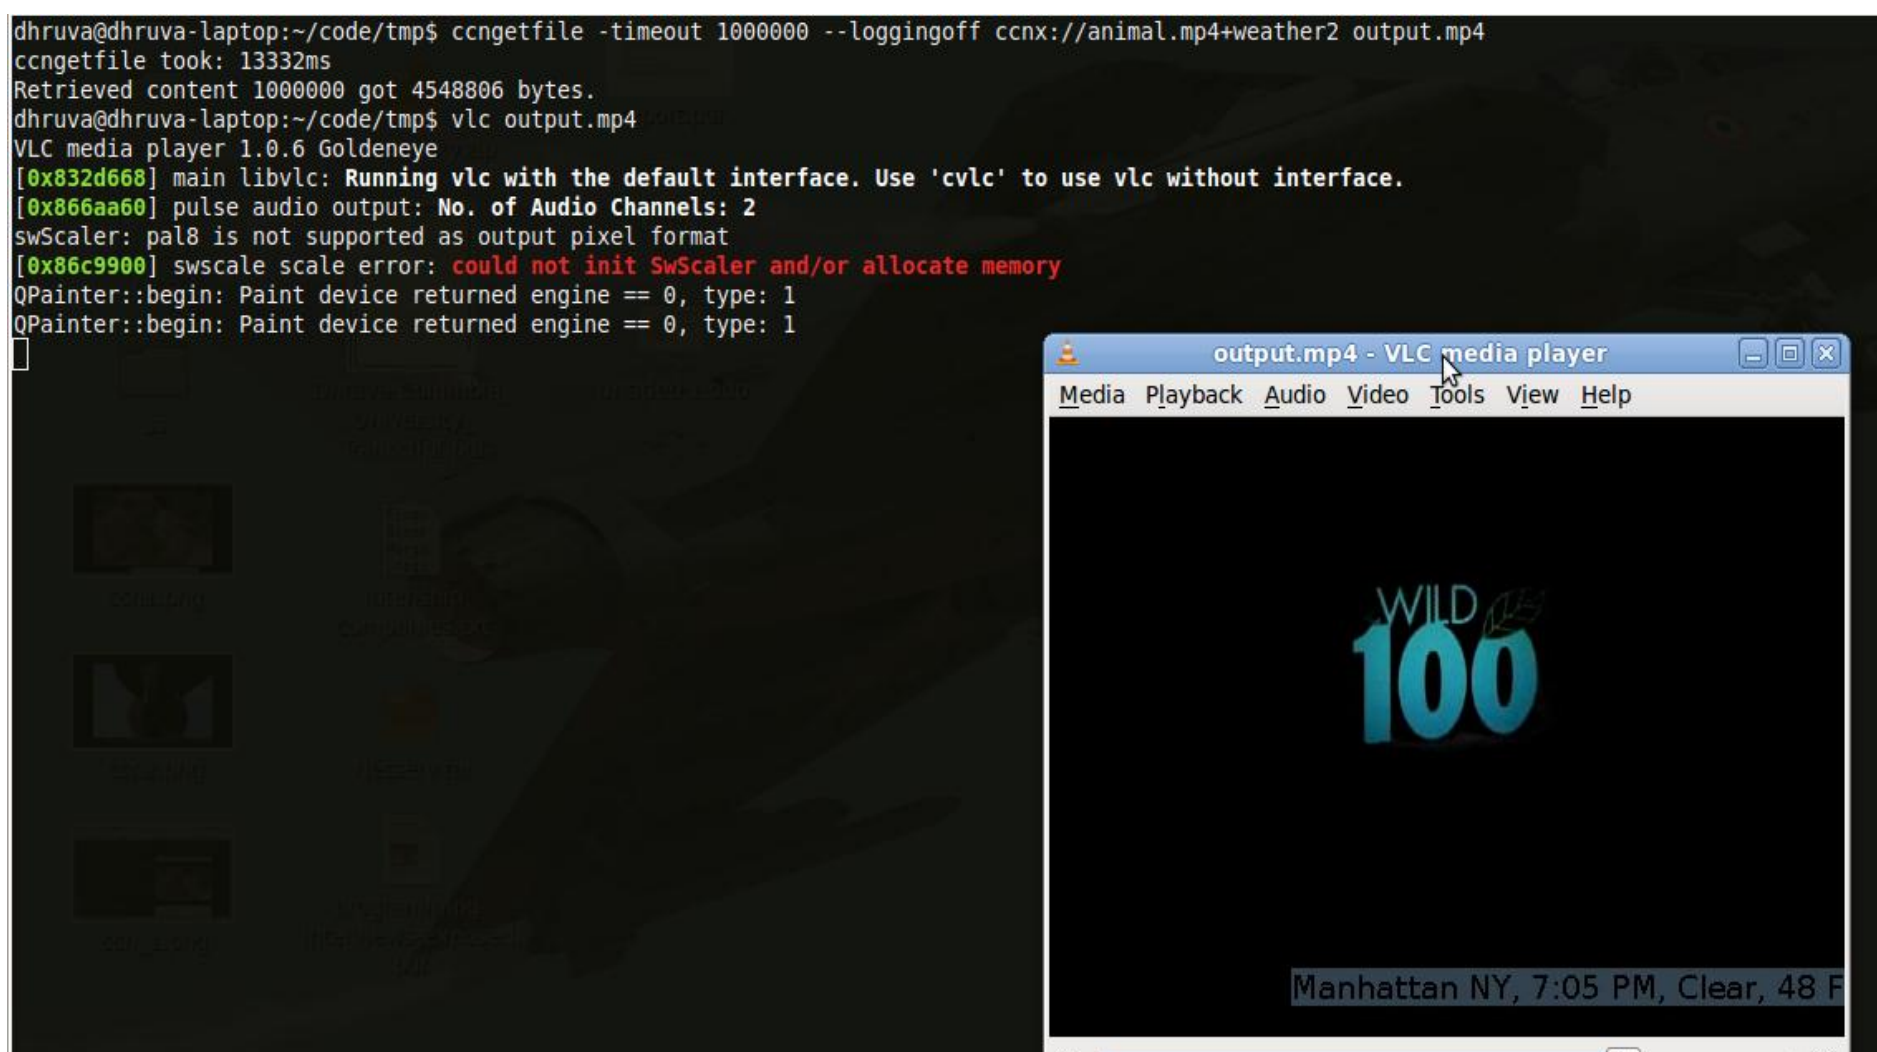 dhruva@dhruva-laptop:~/code/tmp$ ccngetfile -timeout 1000000 --loggingoff ccnx://animal.mp4+weather2 output.mp4
ccngetfile took: 13332ms
Retrieved content 1000000 got 4548806 bytes.
dhruva@dhruva-laptop:~/code/tmp$ vlc output.mp4
VLC media player 1.0.6 Goldeneye
[0x832d668] main libvlc: Running vlc with the default interface. Use 'cvlc' to use vlc without interface.
[0x866aa60] pulse audio output: No. of Audio Channels: 2
swScaler: pal8 is not supported as output pixel format
[0x86c9900] swscale scale error: could not init SwScaler and/or allocate memory
QPainter::begin: Paint device returned engine == 0, type: 1
QPainter::begin: Paint device returned engine == 0, type: 1
output.mp4 - VLC media player
Media Playback Audio Video Tools View Help
WILD
100
Manhattan NY, 7:05 PM, Clear, 48 F